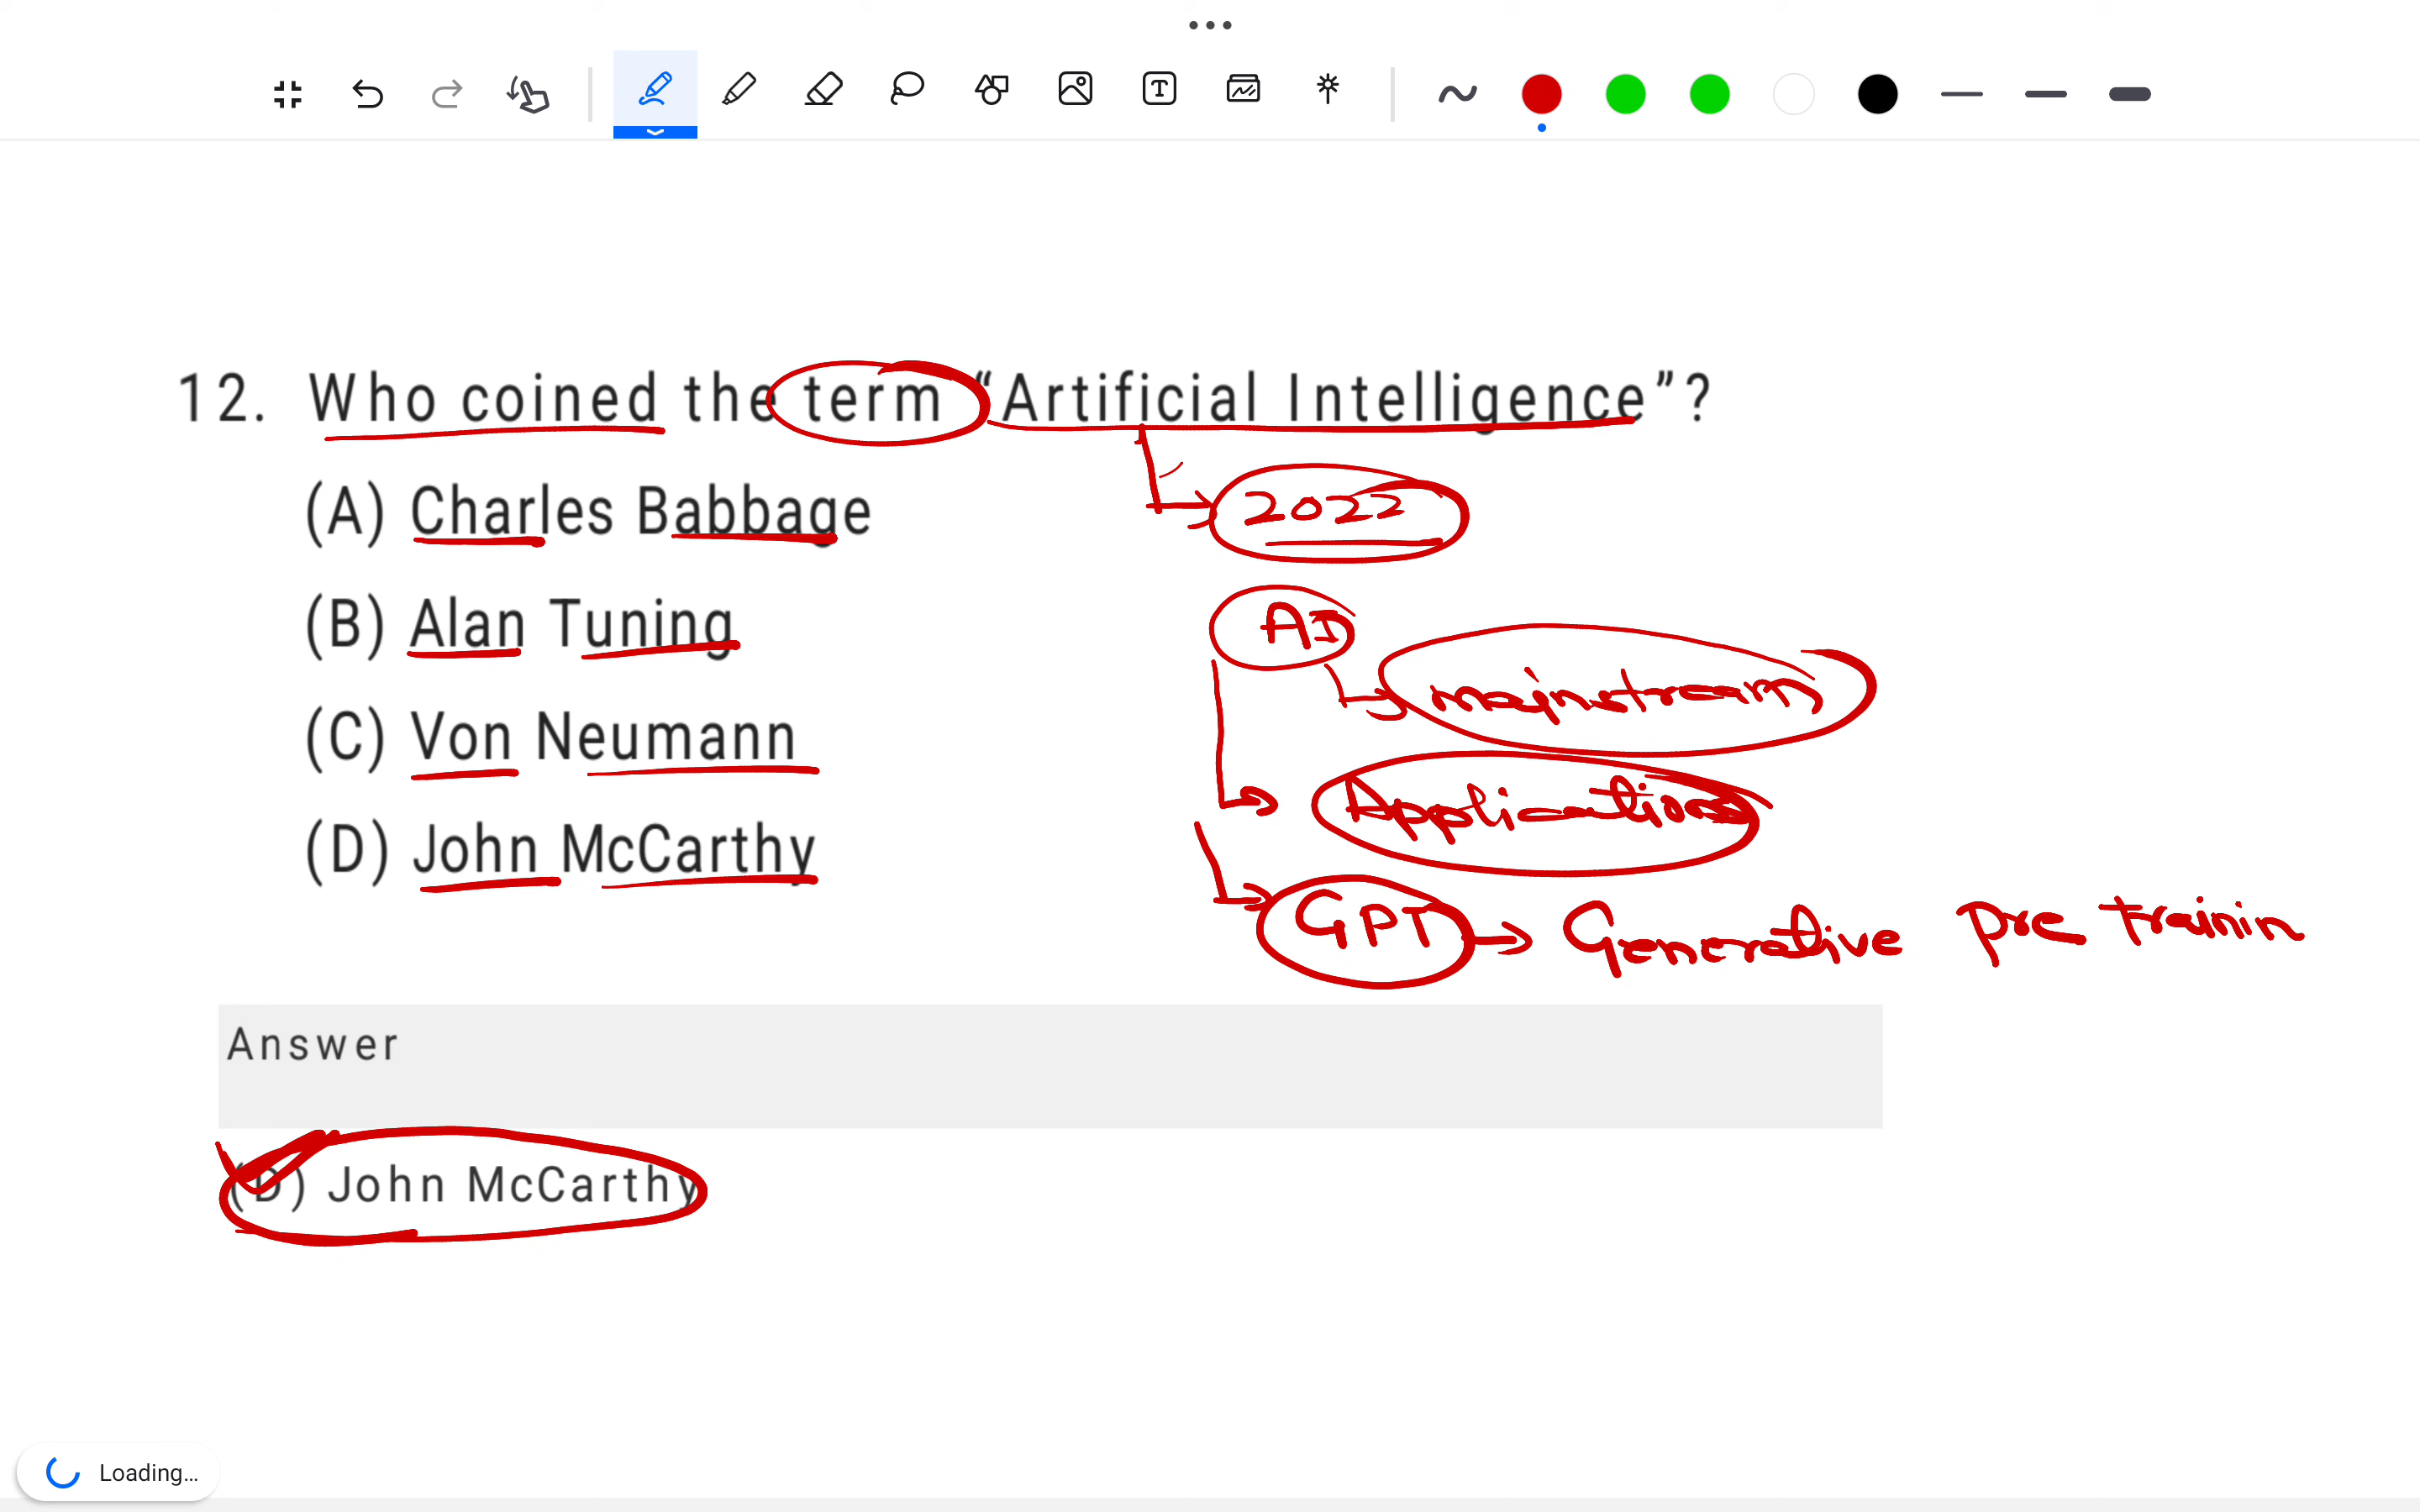 12. Who coined the term “Artificial Intelligence”?
(A) Charles Babbage
2022
(B) Alan Tuning
AI
mainstream
(C) Von Neumann
Applications
(D) John McCarthy
GPT → Generative Pre trainin
Answer
(D) John McCarthy
Loading...